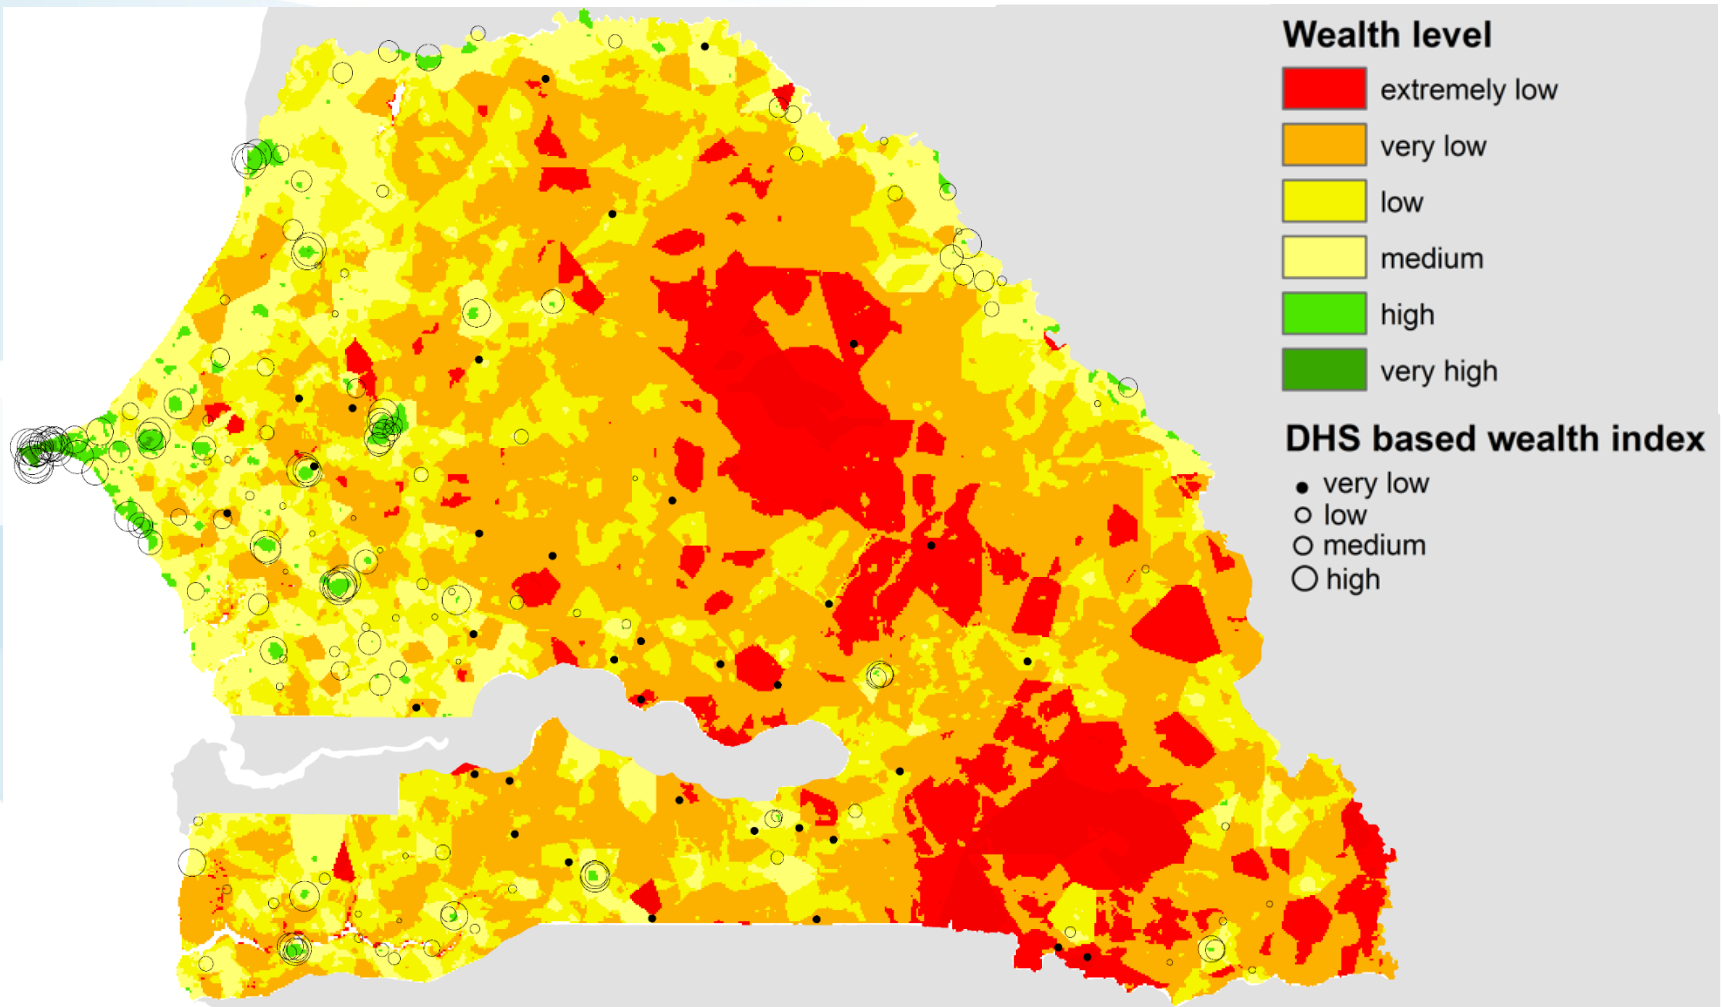 Wealth level
extremely low
very low
low
medium
high
very high
DHS based wealth index
very low
low
medium
high